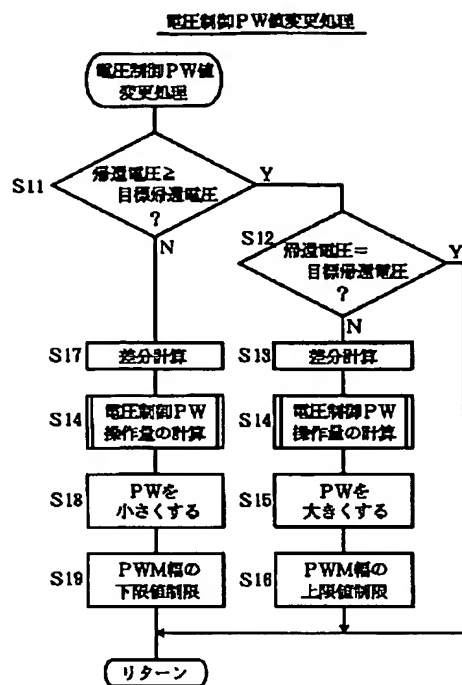 電圧制御PW値変更処理
電圧制御PW値
変更処理
S11
帰還電圧≥
目標帰還電圧
?
Y
N
S12
帰還電圧=
目標帰還電圧
?
Y
N
S17
差分計算
S13
差分計算
S14
電圧制御PW
操作量の計算
S14
電圧制御PW
操作量の計算
S18
PWを
小さくする
S15
PWを
大きくする
S19
PWM幅の
下限値制限
S16
PWM幅の
上限値制限
リターン